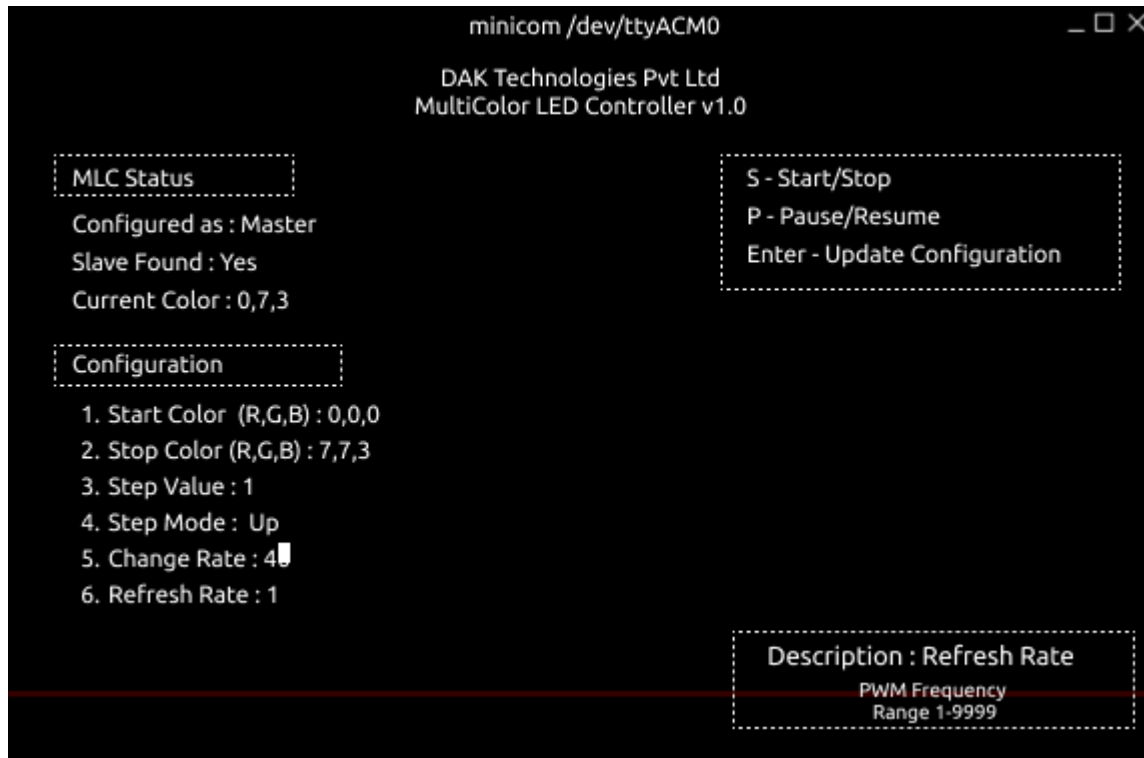 minicom /dev/ttyACM0
DAK Technologies Pvt Ltd
MultiColor LED Controller v1.0
MLC Status
Configured as : Master
Slave Found : Yes
Current Color : 0,7,3
S - Start/Stop
P - Pause/Resume
Enter - Update Configuration
Configuration
1. Start Color (R,G,B) : 0,0,0
2. Stop Color (R,G,B) : 7,7,3
3. Step Value : 1
4. Step Mode : Up
5. Change Rate :
6. Refresh Rate : 1
Description : Refresh Rate
PWM Frequency
Range 1-9999